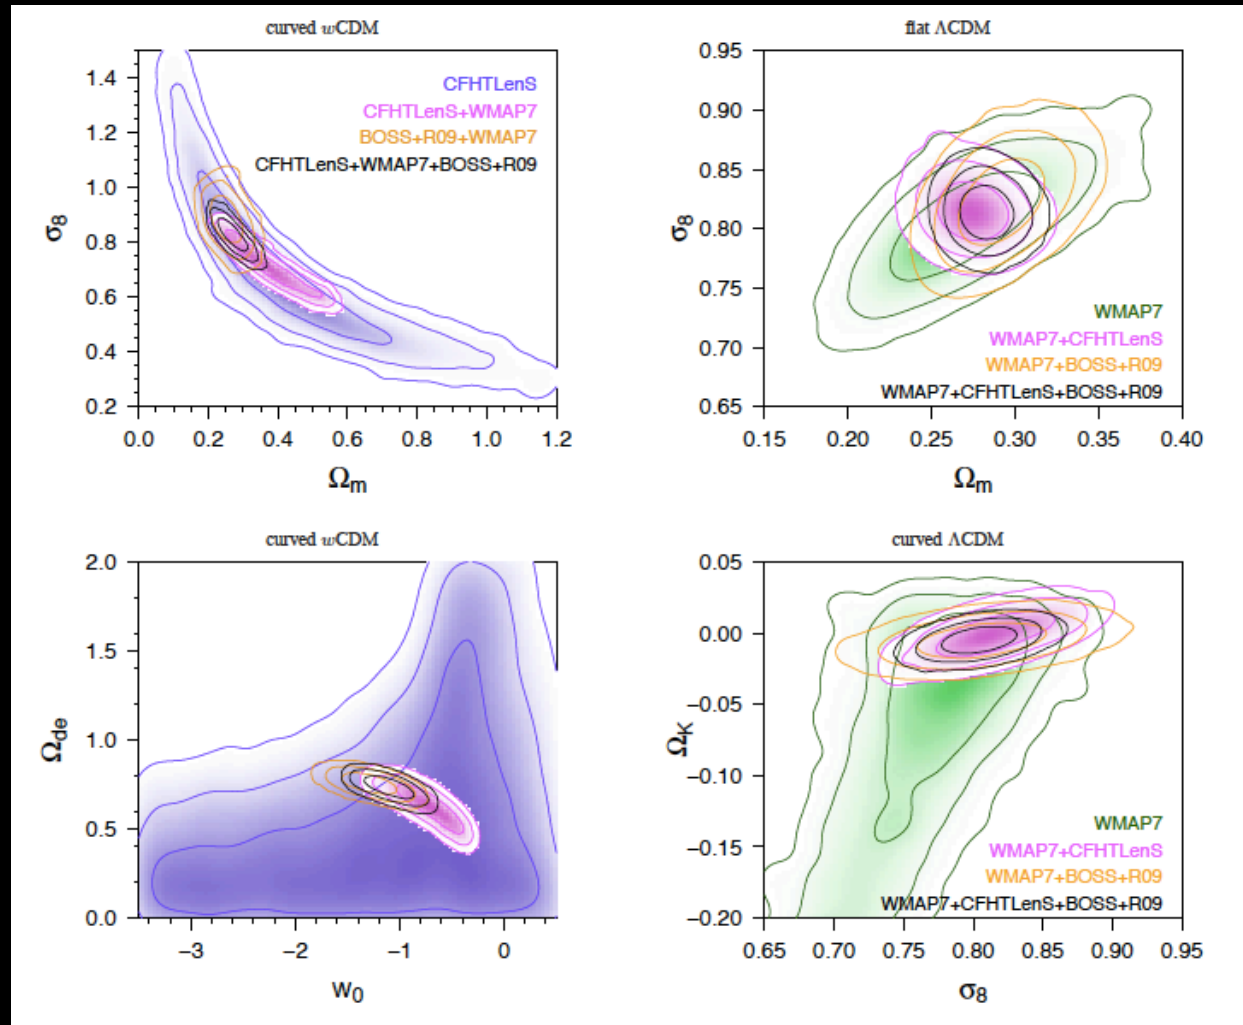 curved wCDM
1.4
1.2
1.0
0.8
0.6
0.4
0.2
σ8
CFHTLenS
CFHTLenS+WMAP7
BOSS+R09+WMAP7
CFHTLenS+WMAP7+BOSS+R09
0.0 0.2 0.4 0.6 0.8 1.0 1.2
Ωm
flat ΛCDM
0.95
0.90
0.85
0.80
0.75
0.70
0.65
σ8
WMAP7
WMAP7+CFHTLenS
WMAP7+BOSS+R09
WMAP7+CFHTLenS+BOSS+R09
0.15 0.20 0.25 0.30 0.35 0.40
Ωm
curved wCDM
2.0
1.5
1.0
0.5
0.0
Ωde
−3 −2 −1 0
w0
curved ΛCDM
0.05
0.00
−0.05
−0.10
−0.15
−0.20
ΩK
WMAP7
WMAP7+CFHTLenS
WMAP7+BOSS+R09
WMAP7+CFHTLenS+BOSS+R09
0.65 0.70 0.75 0.80 0.85 0.90 0.95
σ8